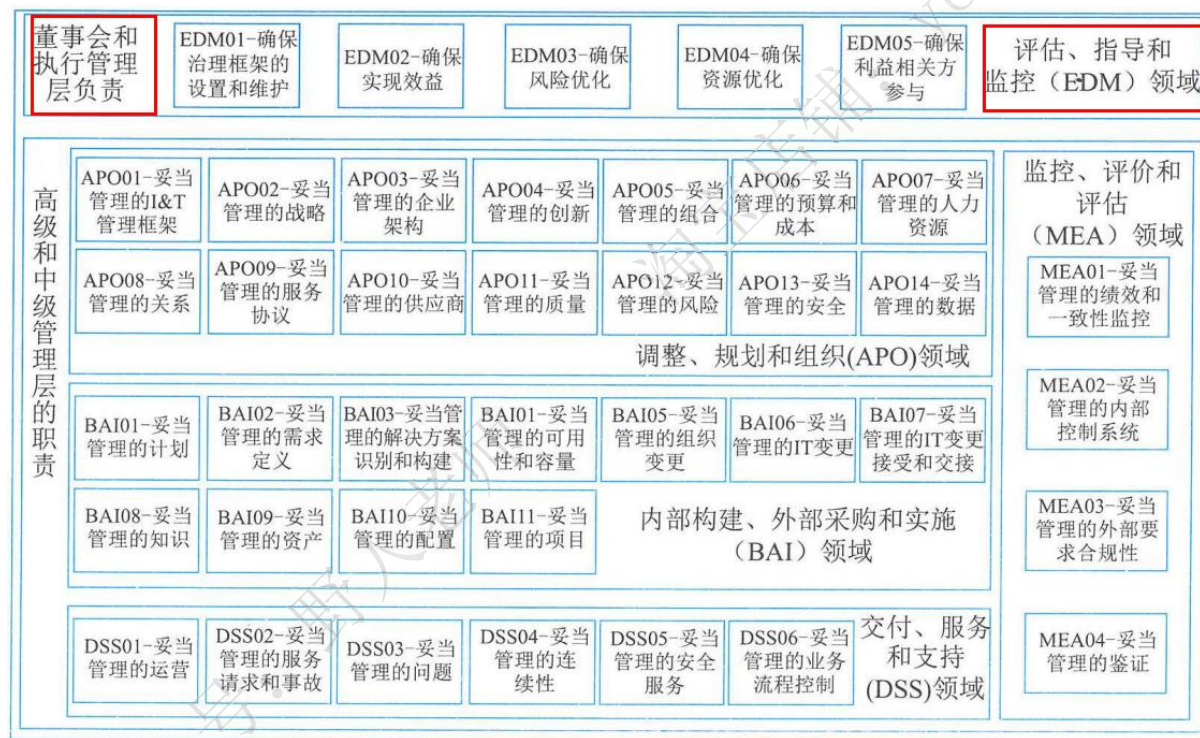 董事会和
执行管理
层负责
EDM01-确保
治理框架的
设置和维护
EDM02-确保
实现效益
EDM03-确保
风险优化
EDM04-确保
资源优化
EDM05-确保
利益相关方
参与
评估、指导和
监控（EDM）领域
高级和中级管理层的职责
APO01-妥当
管理的I&T
管理框架
APO02-妥当
管理的战略
APO03-妥当
管理的企业
架构
APO04-妥当
管理的创新
APO05-妥当
管理的组合
APO06-妥当
管理的预算和
成本
APO07-妥当
管理的人力
资源
APO08-妥当
管理的关系
APO09-妥当
管理的服务
协议
APO10-妥当
管理的供应商
APO11-妥当
管理的质量
APO12-妥当
管理的风险
APO13-妥当
管理的安全
APO14-妥当
管理的数据
调整、规划和组织(APO)领域
BAI01-妥当
管理的计划
BAI02-妥当
管理的需求
定义
BAI03-妥当管
理的解决方案
识别和构建
BAI01-妥当
管理的可用
性和容量
BAI05-妥当
管理的组织
变更
BAI06-妥当
管理的IT变更
BAI07-妥当
管理的IT变更
接受和交接
BAI08-妥当
管理的知识
BAI09-妥当
管理的资产
BAI10-妥当
管理的配置
BAI11-妥当
管理的项目
内部构建、外部采购和实施
（BAI）领域
DSS01-妥当
管理的运营
DSS02-妥当
管理的服务
请求和事故
DSS03-妥当
管理的问题
DSS04-妥当
管理的连
续性
DSS05-妥当
管理的安全
服务
DSS06-妥当
管理的业务
流程控制
交付、服务
和支持
(DSS)领域
监控、评价和
评估
（MEA）领域
MEA01-妥当
管理的绩效和
一致性监控
MEA02-妥当
管理的内部
控制系统
MEA03-妥当
管理的外部要
求合规性
MEA04-妥当
管理的鉴证
号：野人老师
淘宝店铺：yo